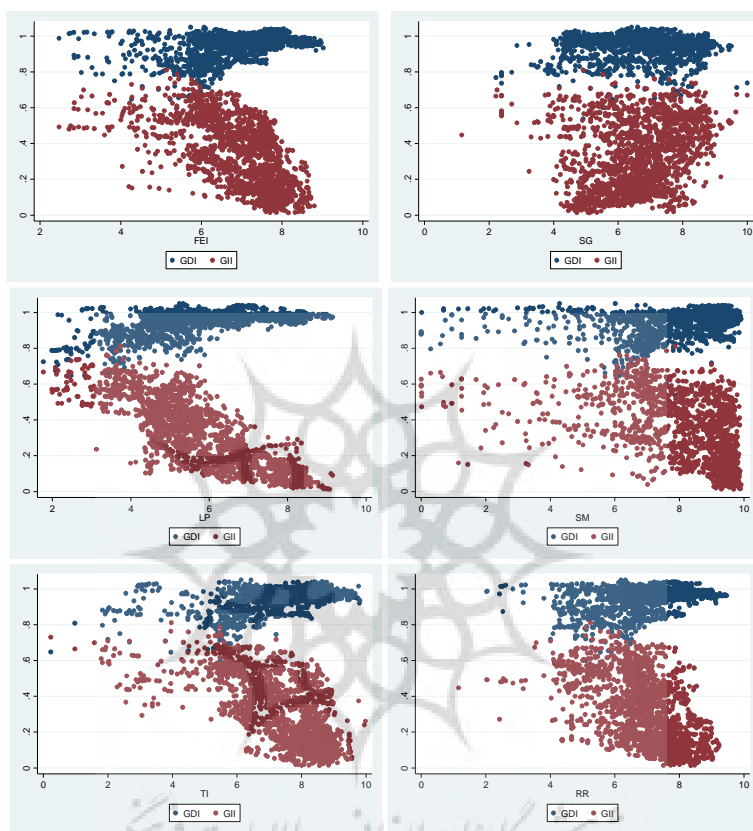 0 .2 .4 .6 .8 1
2 4 6 8 10
FEI
GDI GII
0 .2 .4 .6 .8 1
0 2 4 6 8 10
SG
GDI GII
0 .2 .4 .6 .8 1
2 4 6 8 10
LP
GDI GII
0 .2 .4 .6 .8 1
0 2 4 6 8 10
SM
GDI GII
0 .2 .4 .6 .8 1
0 2 4 6 8 10
TI
GDI GII
0 .2 .4 .6 .8 1
0 2 4 6 8 10
RR
GDI GII